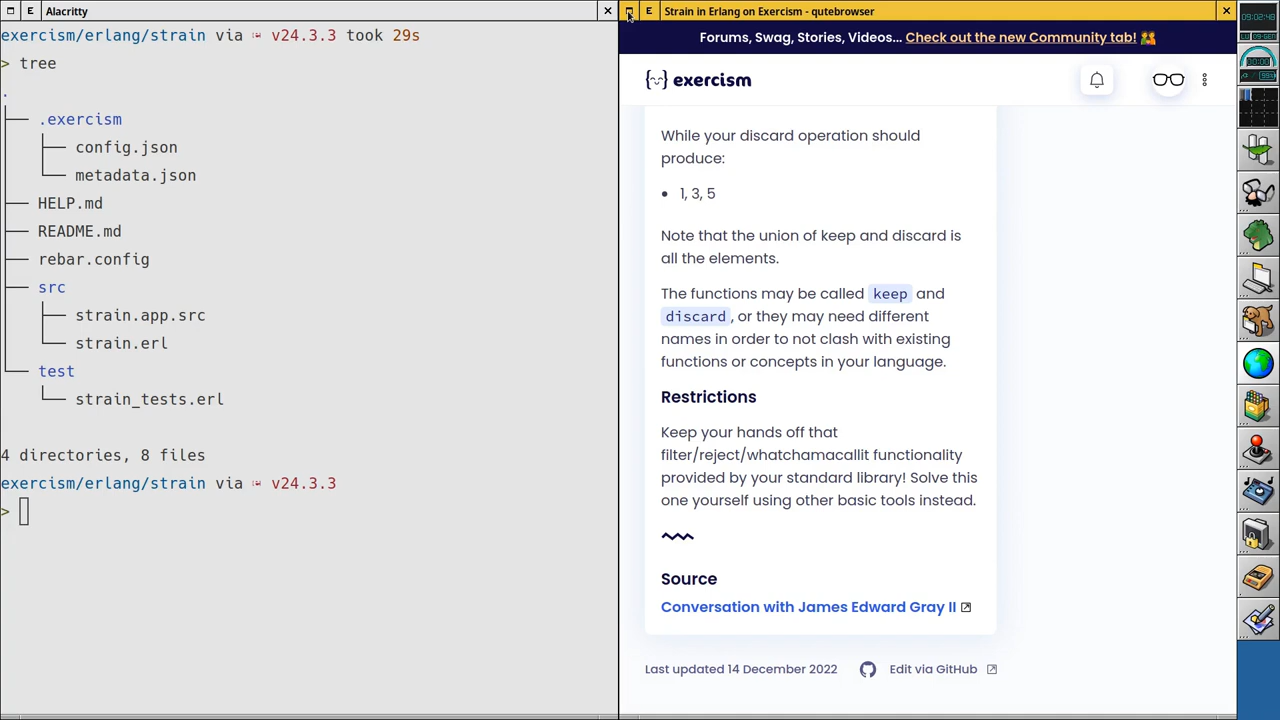 E Alacritty
exercism/erlang/strain via v24.3.3 took 29s
> tree
.
├── .exercism
│   ├── config.json
│   └── metadata.json
├── HELP.md
├── README.md
├── rebar.config
├── src
│   ├── strain.app.src
│   └── strain.erl
└── test
    └── strain_tests.erl
4 directories, 8 files
exercism/erlang/strain via v24.3.3
>
E Strain in Erlang on Exercism - qutebrowser
Forums, Swag, Stories, Videos... Check out the new Community tab!
exercism
While your discard operation should
produce:
• 1, 3, 5
Note that the union of keep and discard is
all the elements.
The functions may be called keep and
discard, or they may need different
names in order to not clash with existing
functions or concepts in your language.
Restrictions
Keep your hands off that
filter/reject/whatchamacallit functionality
provided by your standard library! Solve this
one yourself using other basic tools instead.
Source
Conversation with James Edward Gray II
Last updated 14 December 2022
Edit via GitHub
09:02:48